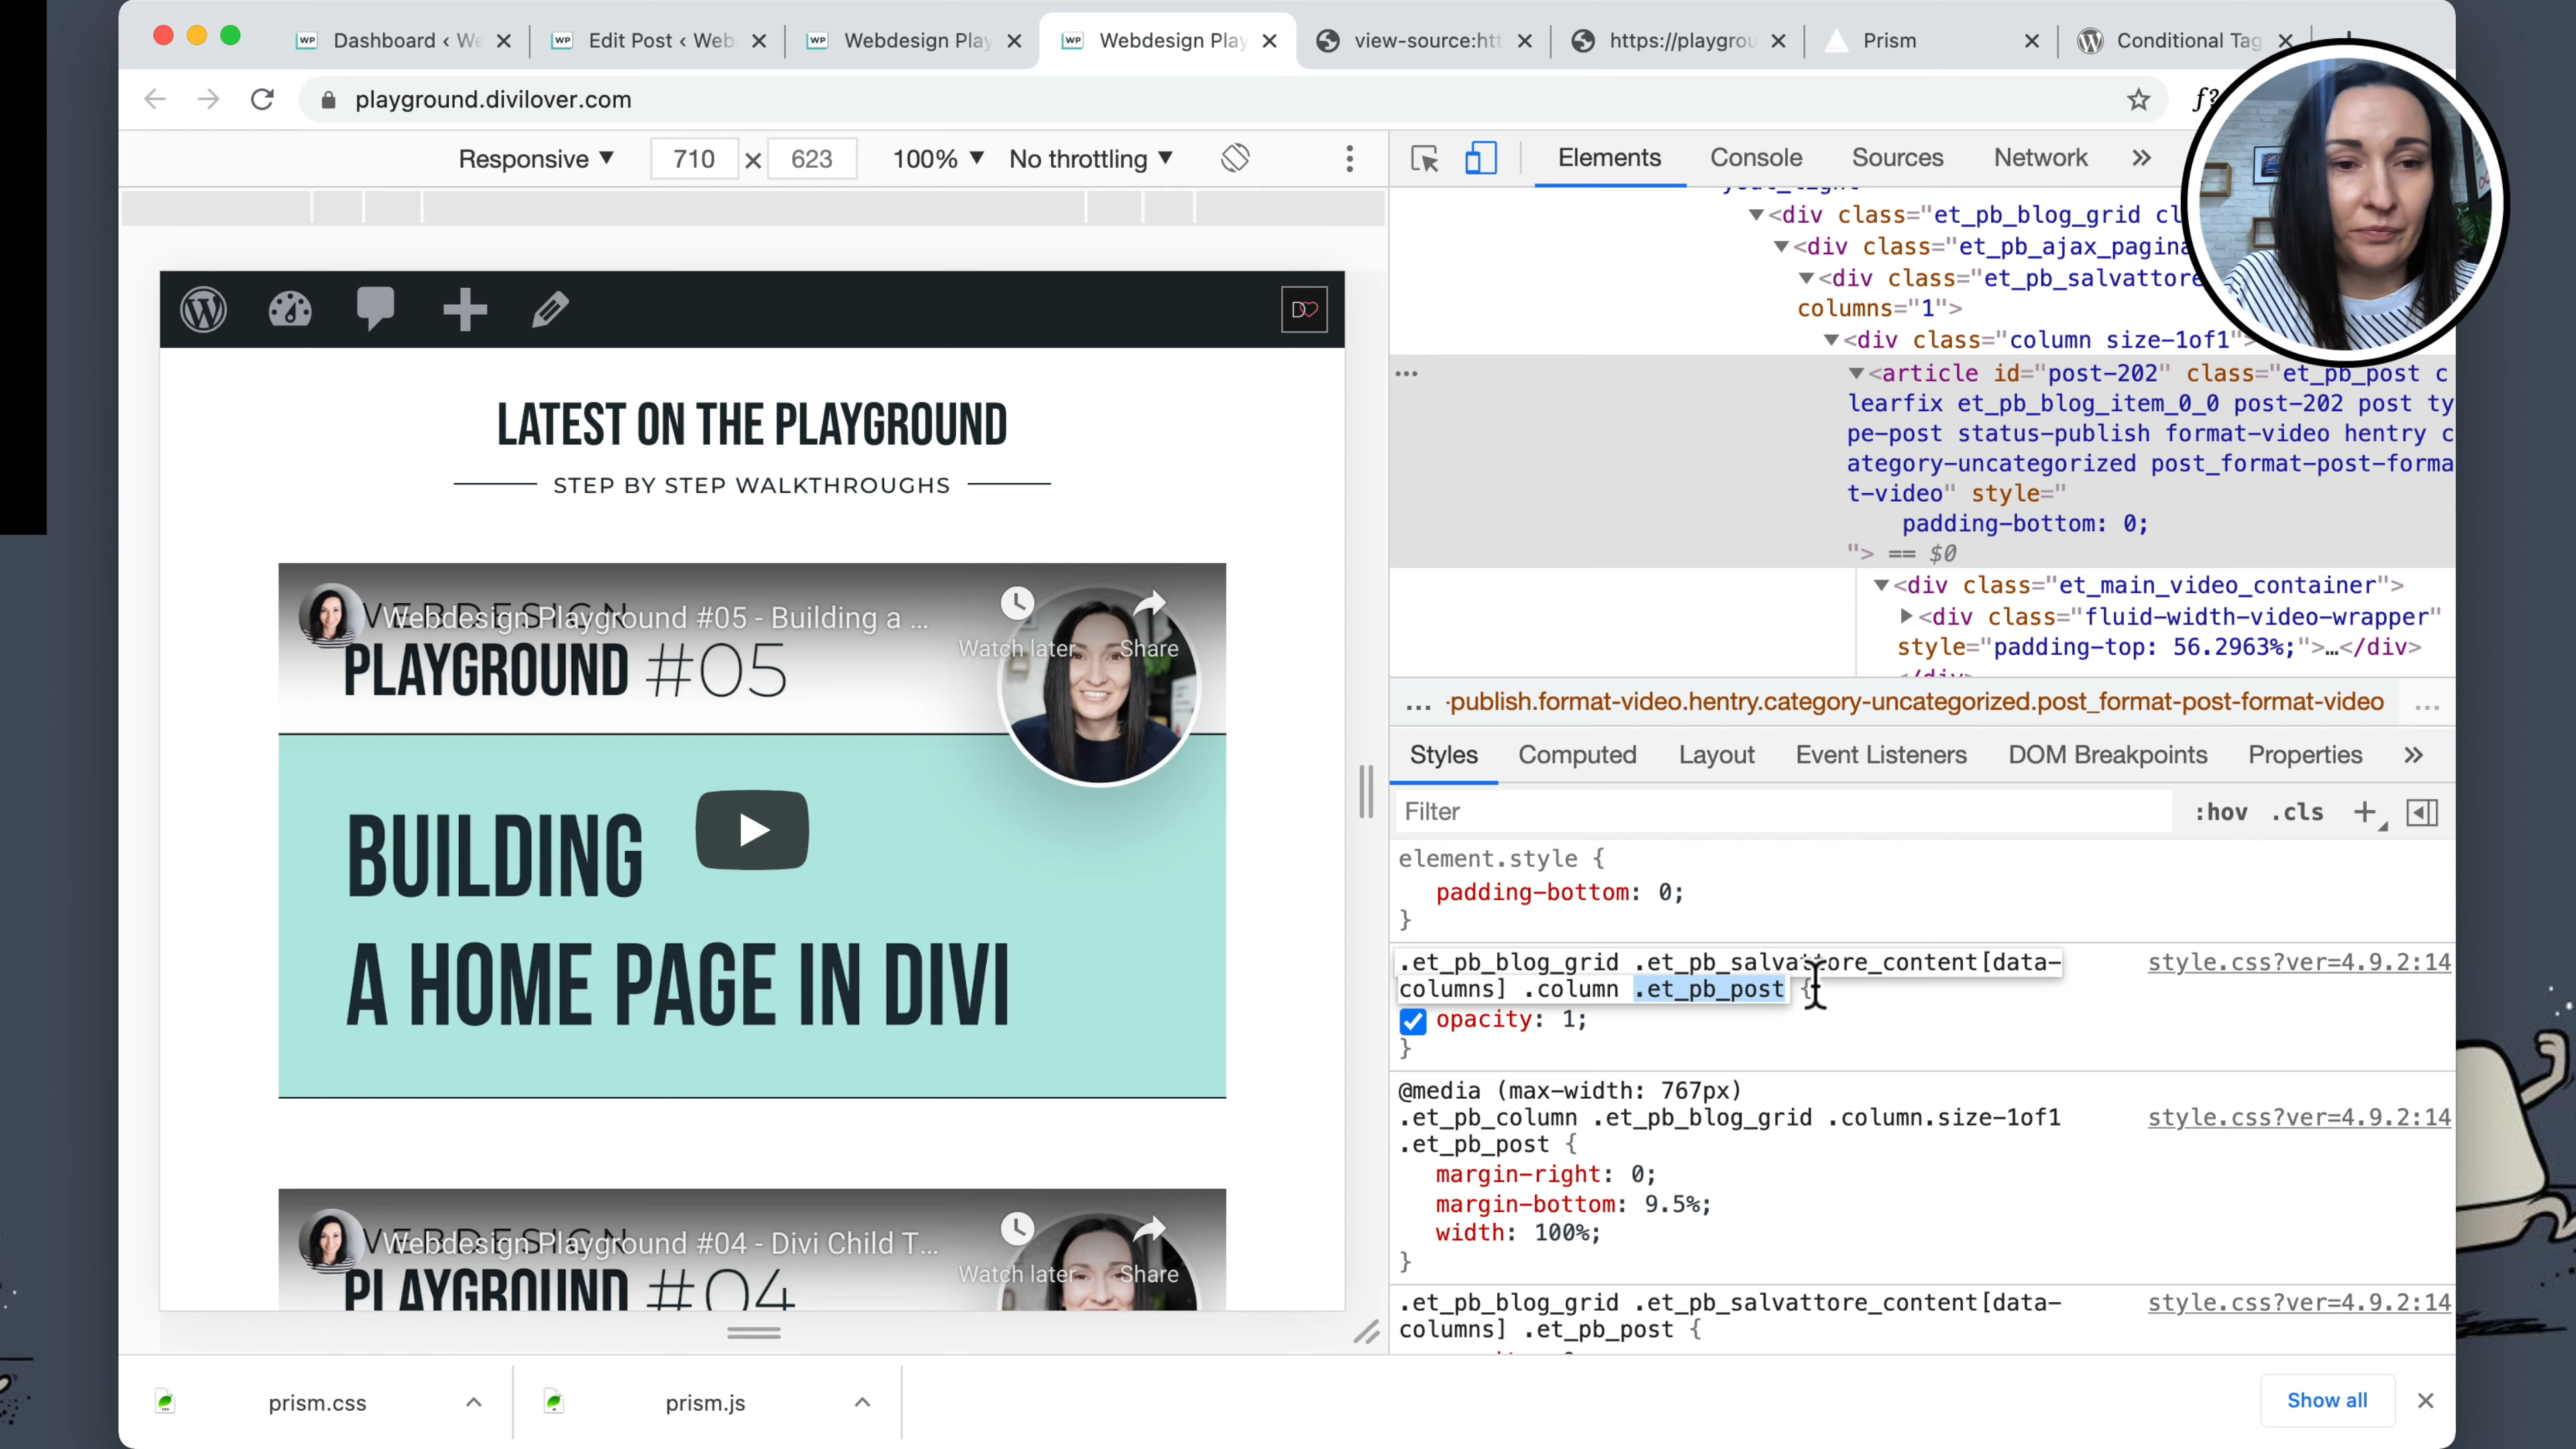 Dashboard ‹ We
Edit Post ‹ Web
Webdesign Play
Webdesign Play
view-source:htt
https://playgrou
Prism
Conditional Tag
playground.divilover.com
f?
Responsive ▼ 710 × 623 100% ▼ No throttling ▼
Elements Console Sources Network »
<div class="et_pb_blog_grid cl
<div class="et_pb_ajax_pagina
<div class="et_pb_salvattore
columns="1">
<div class="column size-1of1"
<article id="post-202" class="et_pb_post c
learfix et_pb_blog_item_0_0 post-202 post ty
pe-post status-publish format-video hentry c
ategory-uncategorized post_format-post-forma
t-video" style="
padding-bottom: 0;
"> == $0
<div class="et_main_video_container">
<div class="fluid-width-video-wrapper"
style="padding-top: 56.2963%;">…</div>
</div>
... -publish.format-video.hentry.category-uncategorized.post_format-post-format-video ...
Styles Computed Layout Event Listeners DOM Breakpoints Properties »
Filter :hov .cls +
element.style {
padding-bottom: 0;
}
.et_pb_blog_grid .et_pb_salvattore_content[data- style.css?ver=4.9.2:14
columns] .column .et_pb_post {
opacity: 1;
}
@media (max-width: 767px)
.et_pb_column .et_pb_blog_grid .column.size-1of1 style.css?ver=4.9.2:14
.et_pb_post {
margin-right: 0;
margin-bottom: 9.5%;
width: 100%;
}
.et_pb_blog_grid .et_pb_salvattore_content[data- style.css?ver=4.9.2:14
columns] .et_pb_post {
LATEST ON THE PLAYGROUND
STEP BY STEP WALKTHROUGHS
WEBDESIGN
Webdesign Playground #05 - Building a ...
Watch later Share
PLAYGROUND #05
BUILDING
A HOME PAGE IN DIVI
WEBDESIGN
Webdesign Playground #04 - Divi Child T...
Watch later Share
PLAYGROUND #04
prism.css
prism.js
Show all